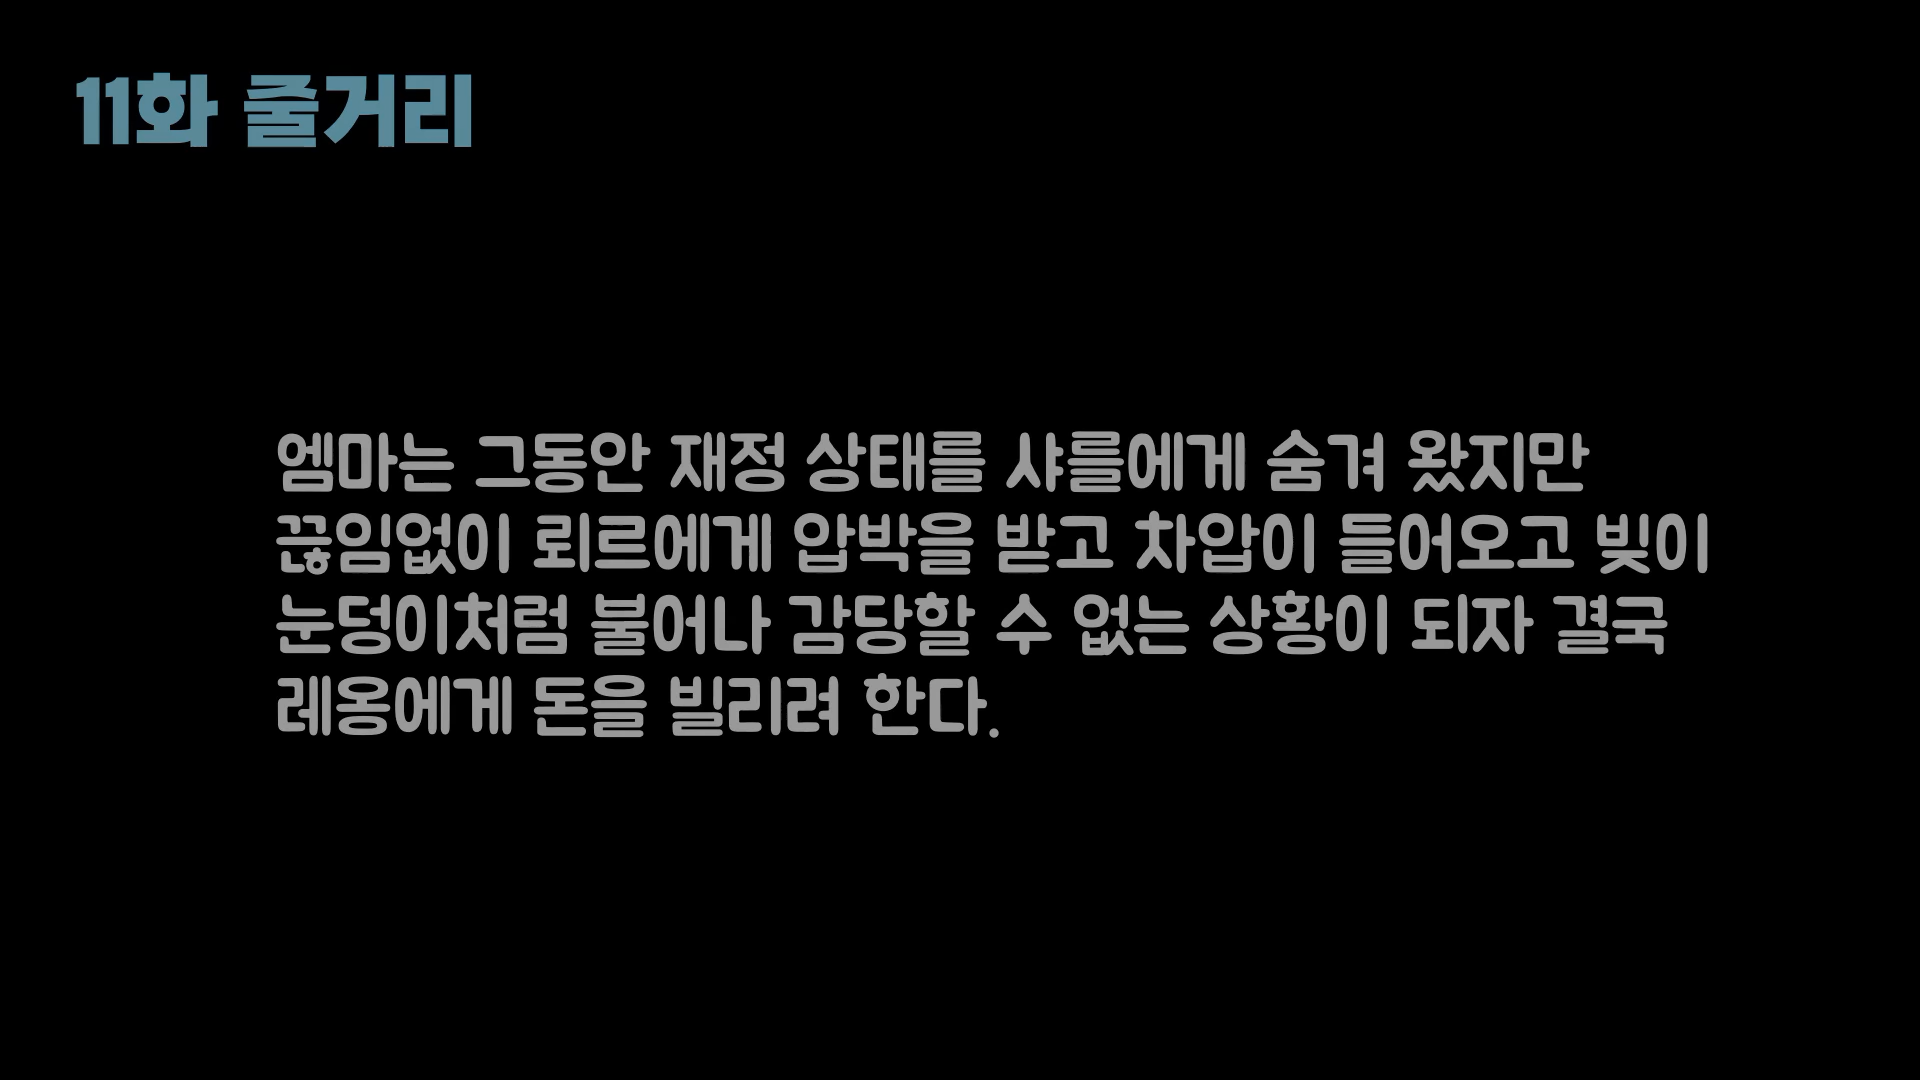 11화 줄거리
엠마는 그동안 재정 상태를 샤를에게 숨겨 왔지만
끊임없이 뢰르에게 압박을 받고 차압이 들어오고 빚이
눈덩이처럼 불어나 감당할 수 없는 상황이 되자 결국
레옹에게 돈을 빌리려 한다.